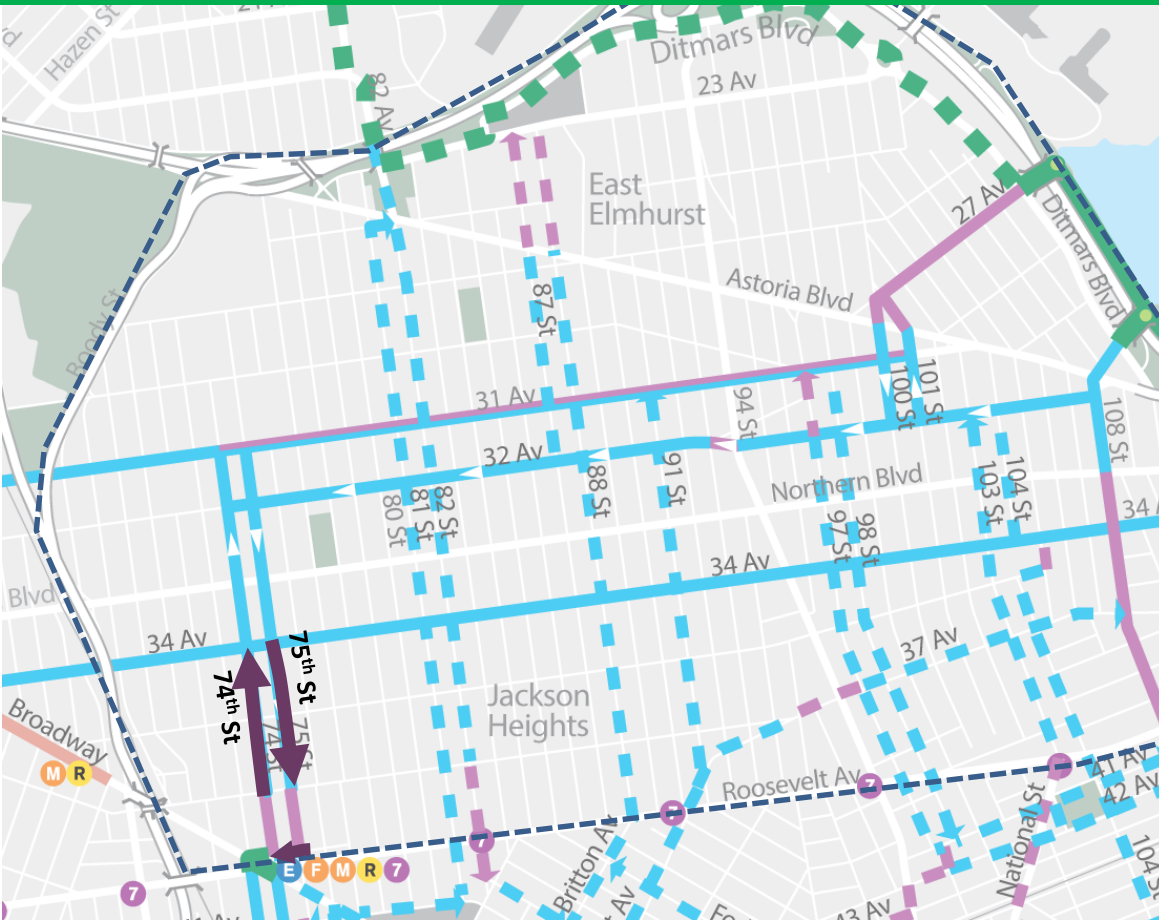 Hazen St
82 Av
Ditmars Blvd
23 Av
East
Elmhurst
27 Av
Ditmars Blvd
Astoria Blvd
Boody St
87 St
31 Av
94 St
100 St
101 St
108 St
32 Av
Northern Blvd
80 St
81 St
82 St
88 St
91 St
97 St
98 St
103 St
104 St
34 A
34 Av
Blvd
34 Av
37 Av
75th St
74th St
74 St
75 St
Jackson
Heights
Broadway
M R
Roosevelt Av
7
7
7
7
41 Av
42 Av
National St
Britton Av
E F M R 7
7
104 S
t Av
43 Av